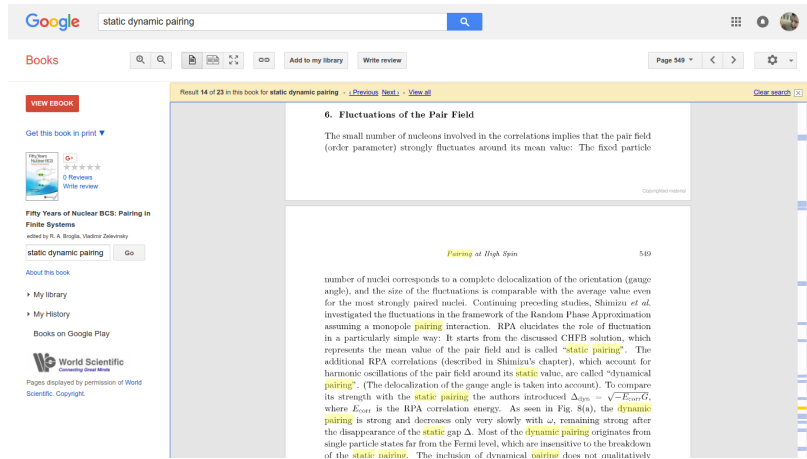 Google
static dynamic pairing
Books
Add to my library
Write review
Page 549
Result 14 of 23 in this book for static dynamic pairing - ‹ Previous Next › - View all
Clear search
VIEW EBOOK
Get this book in print ▼
Fifty Years
Nuclear BCS
G+
0 Reviews
Write review
Fifty Years of Nuclear BCS: Pairing in
Finite Systems
edited by R. A. Broglia, Vladimir Zelevinsky
static dynamic pairing
Go
About this book
My library
My History
Books on Google Play
World Scientific
Connecting Great Minds
Pages displayed by permission of World
Scientific. Copyright.
6. Fluctuations of the Pair Field
The small number of nucleons involved in the correlations implies that the pair field
(order parameter) strongly fluctuates around its mean value: The fixed particle
Copyrighted material
Pairing at High Spin 549
number of nuclei corresponds to a complete delocalization of the orientation (gauge
angle), and the size of the fluctuations is comparable with the average value even
for the most strongly paired nuclei. Continuing preceding studies, Shimizu et al.
investigated the fluctuations in the framework of the Random Phase Approximation
assuming a monopole pairing interaction. RPA elucidates the role of fluctuation
in a particularly simple way: It starts from the discussed CHFB solution, which
represents the mean value of the pair field and is called “static pairing”. The
additional RPA correlations (described in Shimizu's chapter), which account for
harmonic oscillations of the pair field around its static value, are called “dynamical
pairing”. (The delocalization of the gauge angle is taken into account). To compare
its strength with the static pairing the authors introduced Δdyn = √−EcorrG,
where Ecorr is the RPA correlation energy. As seen in Fig. 8(a), the dynamic
pairing is strong and decreases only very slowly with ω, remaining strong after
the disappearance of the static gap Δ. Most of the dynamic pairing originates from
single particle states far from the Fermi level, which are insensitive to the breakdown
of the static pairing. The inclusion of dynamical pairing does not qualitatively